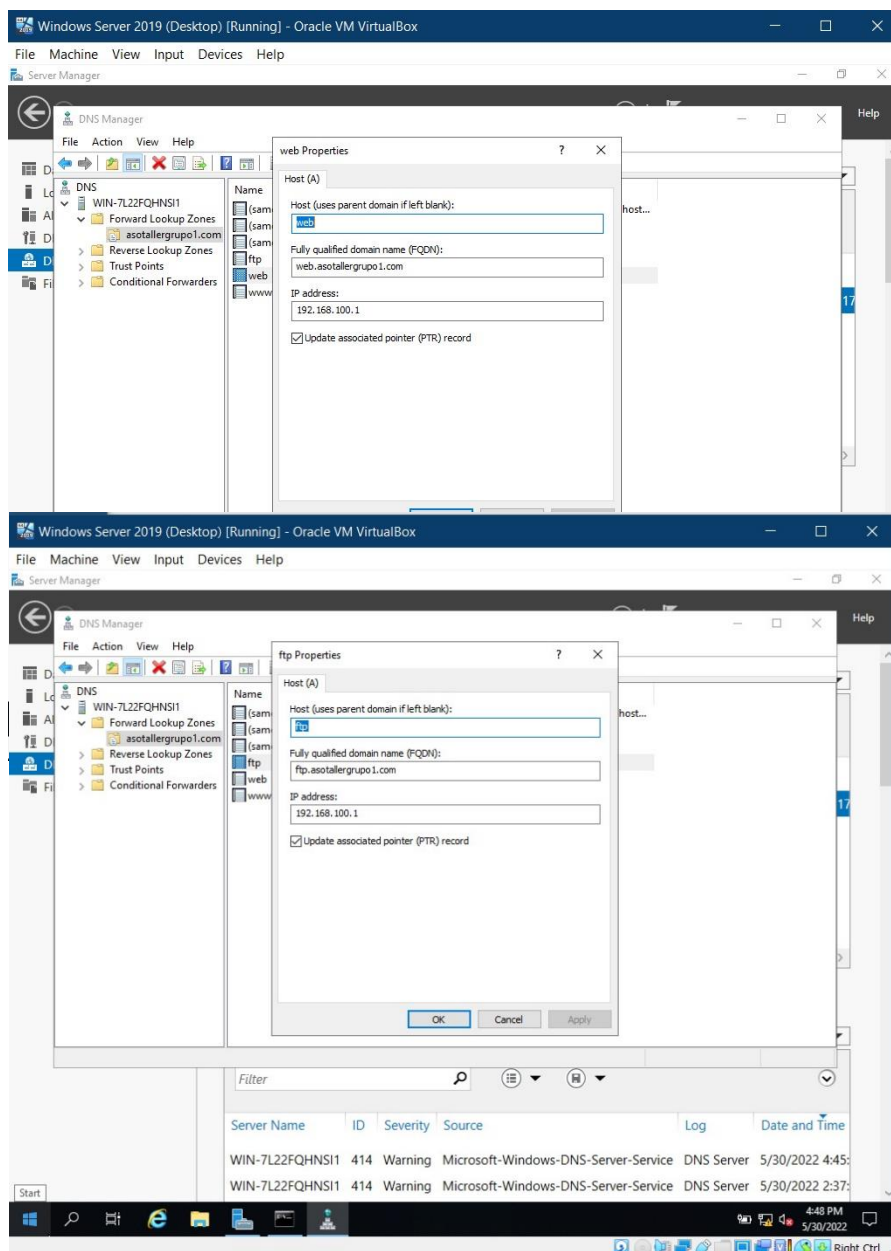 Windows Server 2019 (Desktop) [Running] - Oracle VM VirtualBox
File Machine View Input Devices Help
Server Manager
Help
DNS Manager
File Action View Help
DNS
WIN-7L22FQHNSI1
Forward Lookup Zones
asotallergrupo1.com
Reverse Lookup Zones
Trust Points
Conditional Forwarders
Name
(sam
(sam
(sam
ftp
web
www
host...
17
web Properties
Host (A)
Host (uses parent domain if left blank):
web
Fully qualified domain name (FQDN):
web.asotallergrupo1.com
IP address:
192.168.100.1
Update associated pointer (PTR) record
Windows Server 2019 (Desktop) [Running] - Oracle VM VirtualBox
File Machine View Input Devices Help
Server Manager
Help
DNS Manager
File Action View Help
DNS
WIN-7L22FQHNSI1
Forward Lookup Zones
asotallergrupo1.com
Reverse Lookup Zones
Trust Points
Conditional Forwarders
Name
(sam
(sam
(sam
ftp
web
www
host...
17
ftp Properties
Host (A)
Host (uses parent domain if left blank):
ftp
Fully qualified domain name (FQDN):
ftp.asotallergrupo1.com
IP address:
192.168.100.1
Update associated pointer (PTR) record
OK Cancel Apply
Filter
Server Name ID Severity Source Log Date and Time
WIN-7L22FQHNSI1 414 Warning Microsoft-Windows-DNS-Server-Service DNS Server 5/30/2022 4:45:
WIN-7L22FQHNSI1 414 Warning Microsoft-Windows-DNS-Server-Service DNS Server 5/30/2022 2:37:
Start
4:48 PM
5/30/2022
Right Ctrl